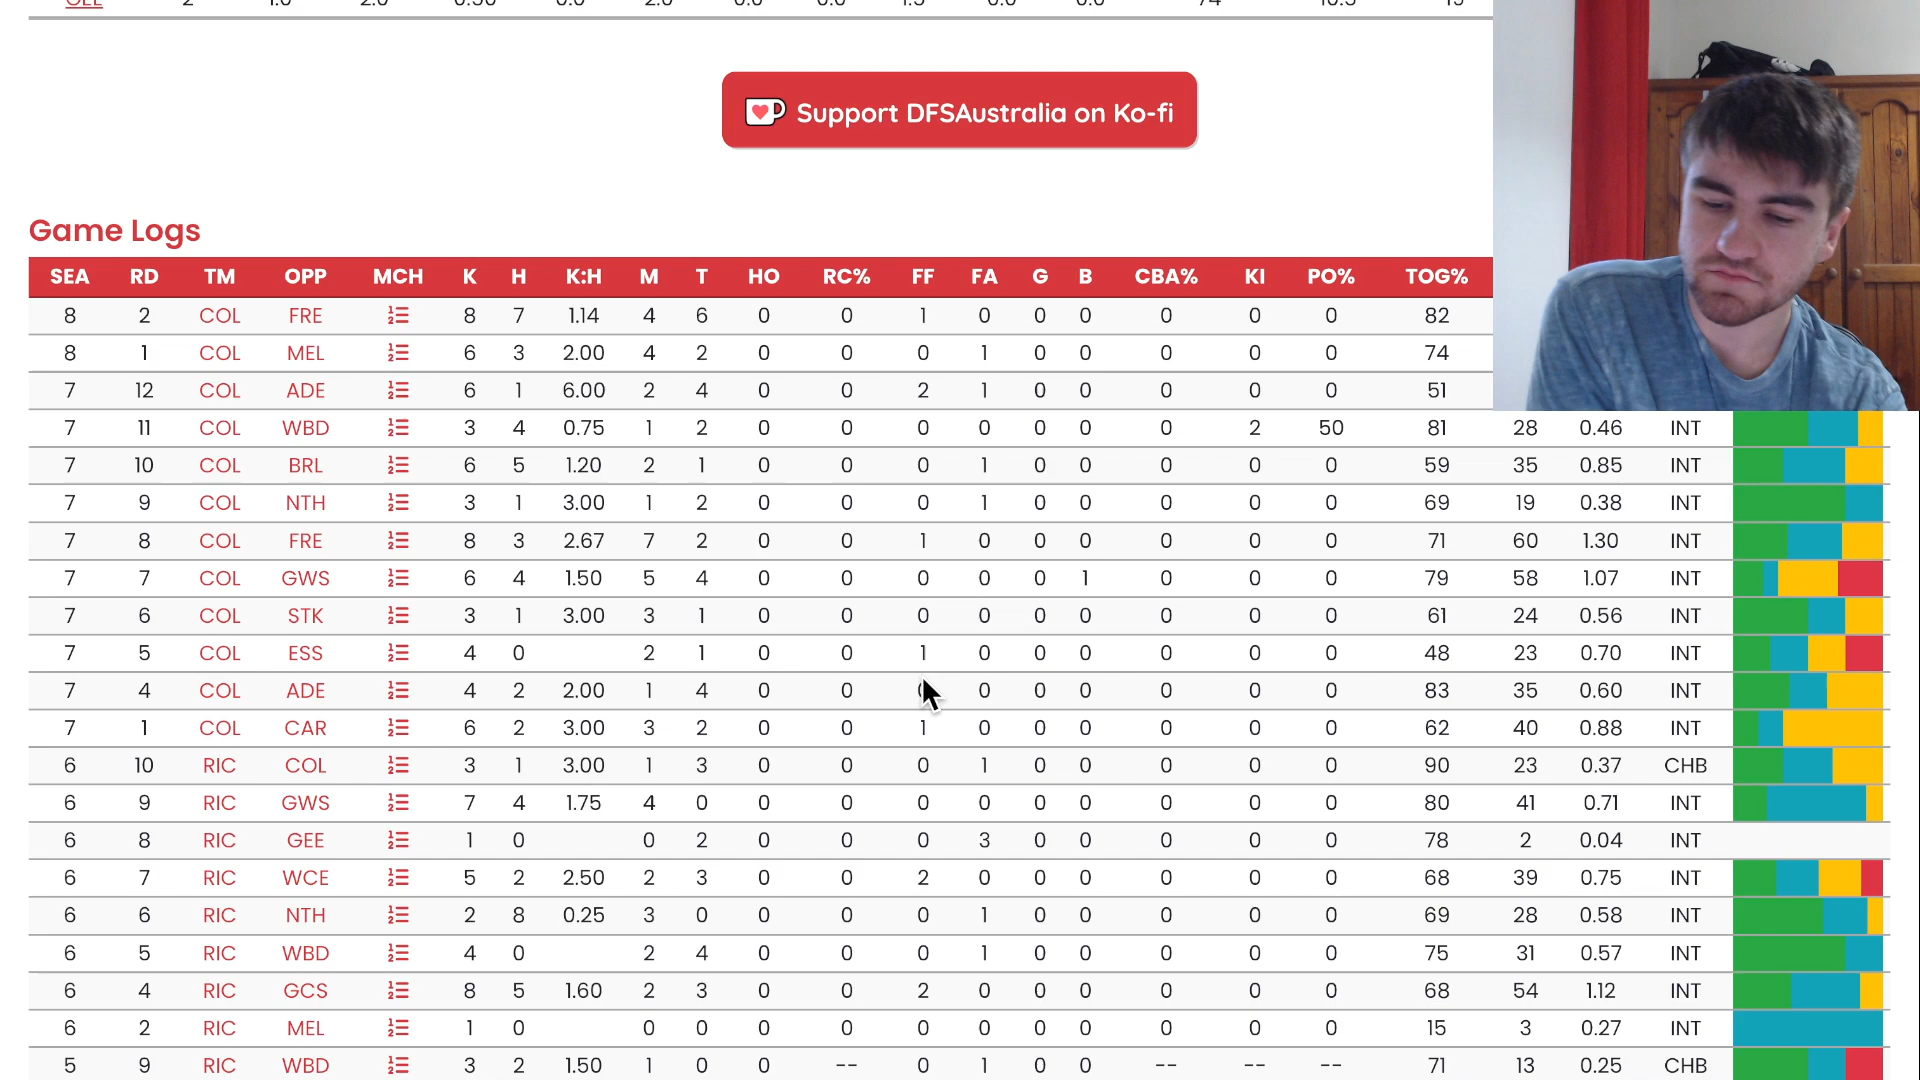 GEE 2 1.0 2.0 0.50 0.0 2.0 0.0 0.0 1.5 0.0 0.0 74 10.5 15
Support DFSAustralia on Ko-fi
Game Logs
SEA RD TM OPP MCH K H K:H M T HO RC% FF FA G B CBA% KI PO% TOG%
8 2 COL FRE 8 7 1.14 4 6 0 0 1 0 0 0 0 0 0 82
8 1 COL MEL 6 3 2.00 4 2 0 0 0 1 0 0 0 0 0 74
7 12 COL ADE 6 1 6.00 2 4 0 0 2 1 0 0 0 0 0 51
7 11 COL WBD 3 4 0.75 1 2 0 0 0 0 0 0 0 2 50 81 28 0.46 INT
7 10 COL BRL 6 5 1.20 2 1 0 0 0 1 0 0 0 0 0 59 35 0.85 INT
7 9 COL NTH 3 1 3.00 1 2 0 0 0 1 0 0 0 0 0 69 19 0.38 INT
7 8 COL FRE 8 3 2.67 7 2 0 0 1 0 0 0 0 0 0 71 60 1.30 INT
7 7 COL GWS 6 4 1.50 5 4 0 0 0 0 0 1 0 0 0 79 58 1.07 INT
7 6 COL STK 3 1 3.00 3 1 0 0 0 0 0 0 0 0 0 61 24 0.56 INT
7 5 COL ESS 4 0 2 1 0 0 1 0 0 0 0 0 0 48 23 0.70 INT
7 4 COL ADE 4 2 2.00 1 4 0 0 0 0 0 0 0 0 83 35 0.60 INT
7 1 COL CAR 6 2 3.00 3 2 0 0 1 0 0 0 0 0 0 62 40 0.88 INT
6 10 RIC COL 3 1 3.00 1 3 0 0 0 1 0 0 0 0 0 90 23 0.37 CHB
6 9 RIC GWS 7 4 1.75 4 0 0 0 0 0 0 0 0 0 0 80 41 0.71 INT
6 8 RIC GEE 1 0 0 2 0 0 0 3 0 0 0 0 0 78 2 0.04 INT
6 7 RIC WCE 5 2 2.50 2 3 0 0 2 0 0 0 0 0 0 68 39 0.75 INT
6 6 RIC NTH 2 8 0.25 3 0 0 0 0 1 0 0 0 0 0 69 28 0.58 INT
6 5 RIC WBD 4 0 2 4 0 0 0 1 0 0 0 0 0 75 31 0.57 INT
6 4 RIC GCS 8 5 1.60 2 3 0 0 2 0 0 0 0 0 0 68 54 1.12 INT
6 2 RIC MEL 1 0 0 0 0 0 0 0 0 0 0 0 0 15 3 0.27 INT
5 9 RIC WBD 3 2 1.50 1 0 0 -- 0 1 0 0 -- -- -- 71 13 0.25 CHB